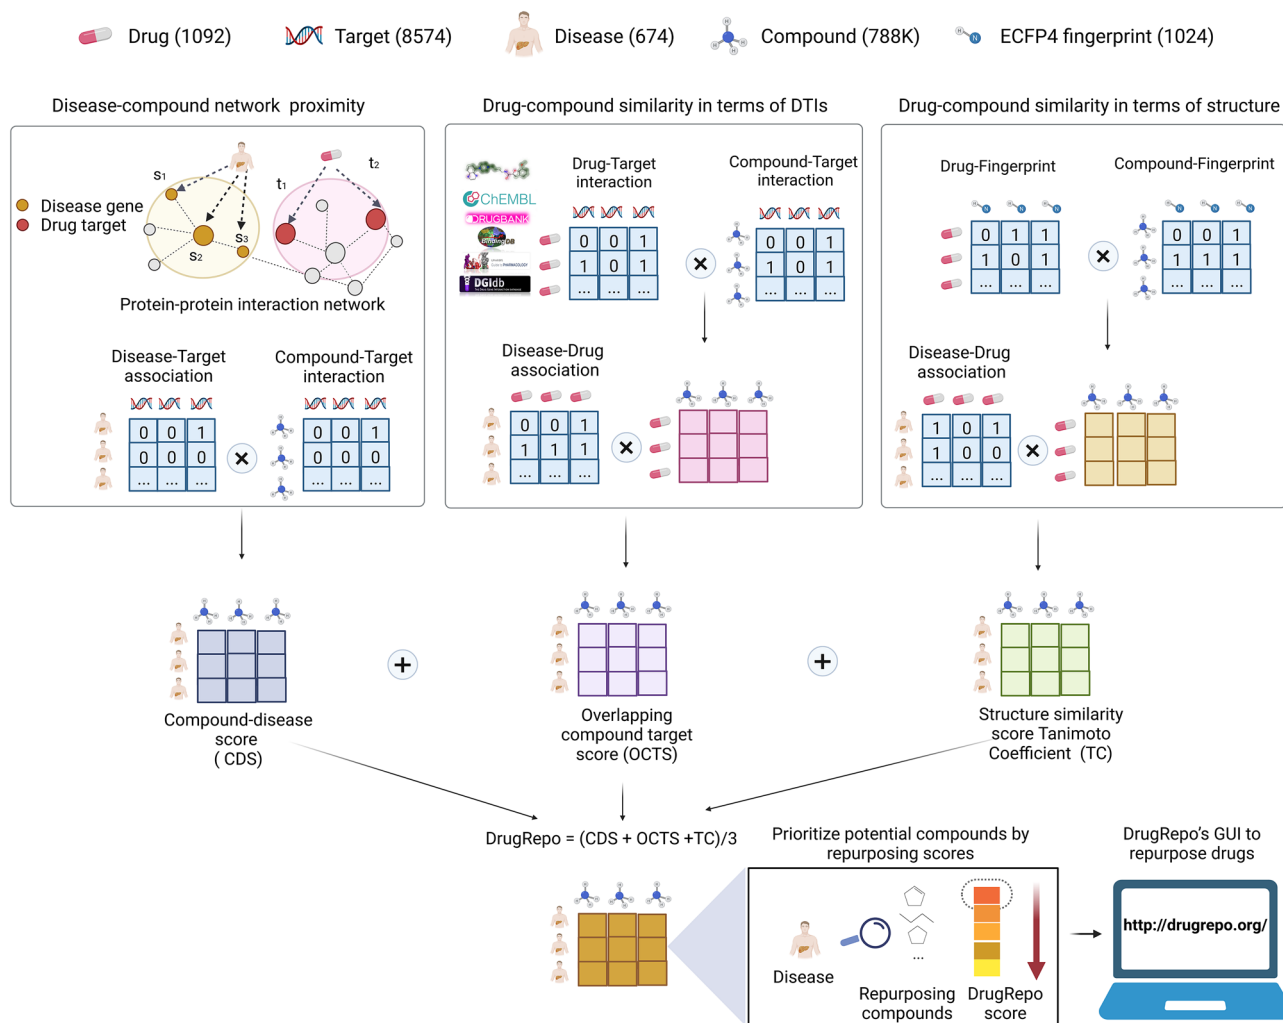 Drug (1092)
Target (8574)
Disease (674)
Compound (788K)
ECFP4 fingerprint (1024)
Disease-compound network proximity
Drug-compound similarity in terms of DTIs
Drug-compound similarity in terms of structure
S1
S2
S3
t1
t2
Disease gene
Drug target
Protein-protein interaction network
Disease-Target
association
0 0 1
0 0 0
... ... ...
Compound-Target
interaction
0 0 1
0 0 0
... ... ...
ChEMBL
DRUGBANK
BindingDB
DGIdb
Drug-Target
interaction
0 0 1
1 0 1
... ... ...
Compound-Target
interaction
0 0 1
1 0 1
... ... ...
Disease-Drug
association
0 0 1
1 1 1
... ... ...
Drug-Fingerprint
0 1 1
1 0 1
... ... ...
Compound-Fingerprint
0 0 1
1 1 1
... ... ...
Disease-Drug
association
1 0 1
1 0 0
... ... ...
Compound-disease
score
( CDS)
Overlapping
compound target
score (OCTS)
Structure similarity
score Tanimoto
Coefficient (TC)
DrugRepo = (CDS + OCTS +TC)/3
Prioritize potential compounds by
repurposing scores
Disease
...
Repurposing
compounds
DrugRepo
score
DrugRepo's GUI to
repurpose drugs
http://drugrepo.org/